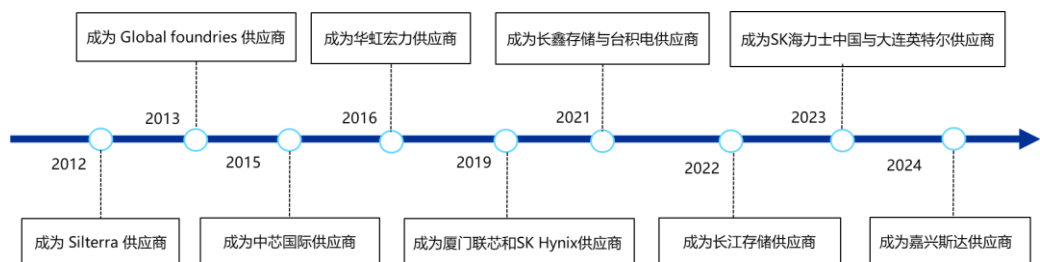 成为 Global foundries 供应商
成为华虹宏力供应商
成为长鑫存储与台积电供应商
成为SK海力士中国与大连英特尔供应商
2013
2016
2021
2023
2012
2015
2019
2022
2024
成为 Silterra 供应商
成为中芯国际供应商
成为厦门联芯和SK Hynix供应商
成为长江存储供应商
成为嘉兴斯达供应商